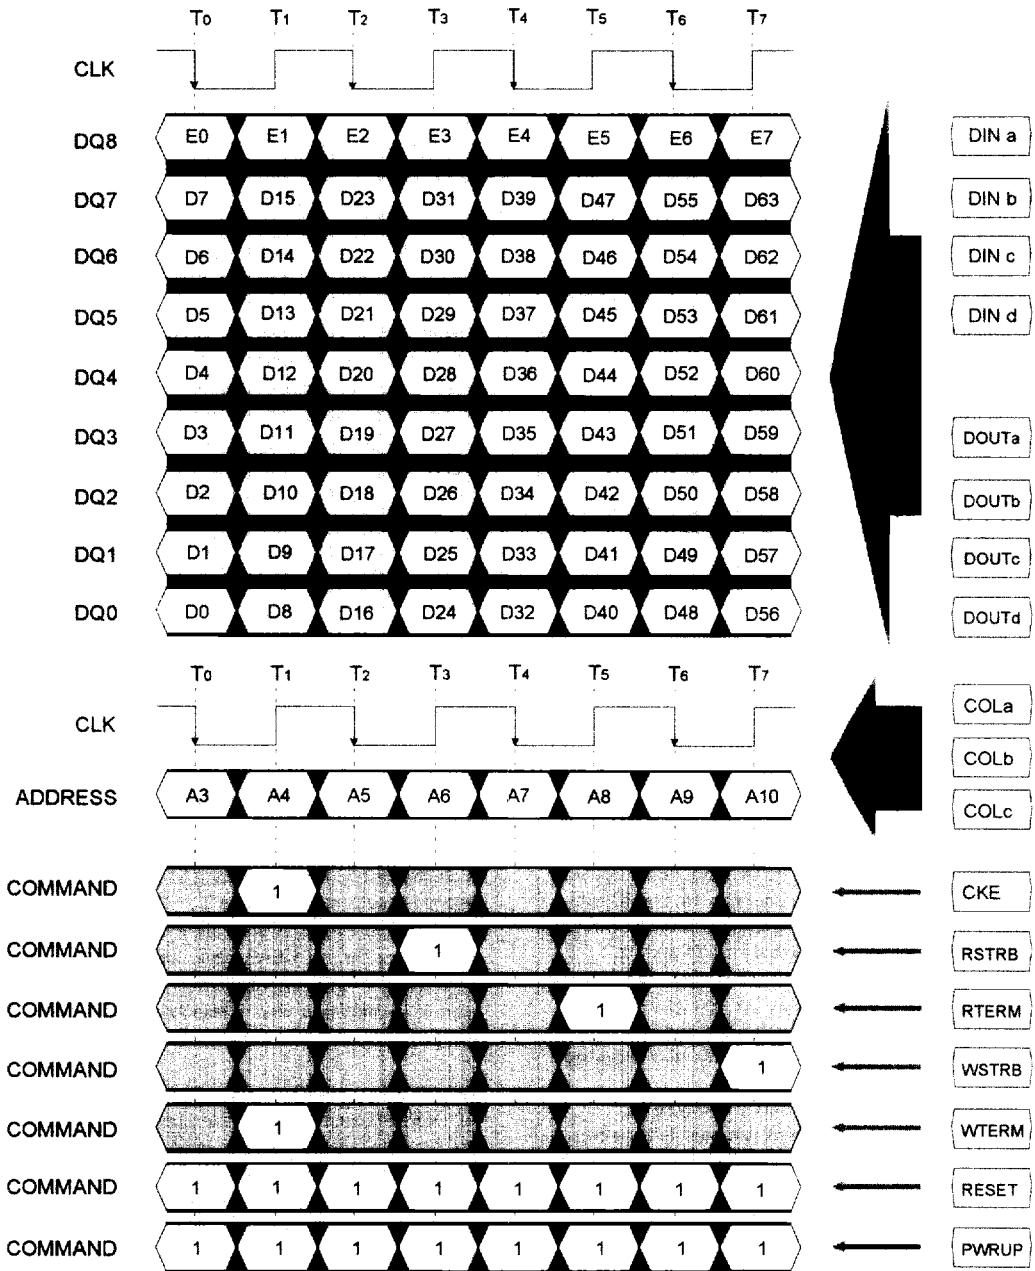 T0 T1 T2 T3 T4 T5 T6 T7
CLK
DQ8 E0 E1 E2 E3 E4 E5 E6 E7 DIN a
DQ7 D7 D15 D23 D31 D39 D47 D55 D63 DIN b
DQ6 D6 D14 D22 D30 D38 D46 D54 D62 DIN c
DQ5 D5 D13 D21 D29 D37 D45 D53 D61 DIN d
DQ4 D4 D12 D20 D28 D36 D44 D52 D60
DQ3 D3 D11 D19 D27 D35 D43 D51 D59 DOUTa
DQ2 D2 D10 D18 D26 D34 D42 D50 D58 DOUTb
DQ1 D1 D9 D17 D25 D33 D41 D49 D57 DOUTc
DQ0 D0 D8 D16 D24 D32 D40 D48 D56 DOUTd
T0 T1 T2 T3 T4 T5 T6 T7
COLa
CLK
COLb
ADDRESS A3 A4 A5 A6 A7 A8 A9 A10 COLc
COMMAND 1 CKE
COMMAND 1 RSTRB
COMMAND 1 RTERM
COMMAND 1 WSTRB
COMMAND 1 WTERM
COMMAND 1 1 1 1 1 1 1 1 RESET
COMMAND 1 1 1 1 1 1 1 1 PWRUP